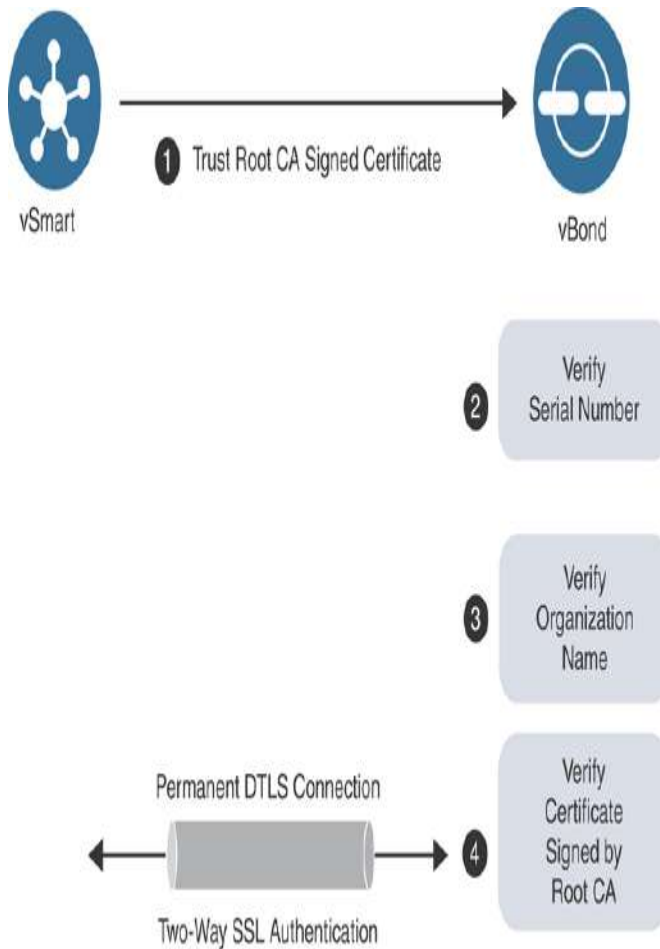 1 Trust Root CA Signed Certificate
vSmart
vBond
2
Verify
Serial Number
3
Verify
Organization
Name
Permanent DTLS Connection
4
Verify
Certificate
Signed by
Root CA
Two-Way SSL Authentication